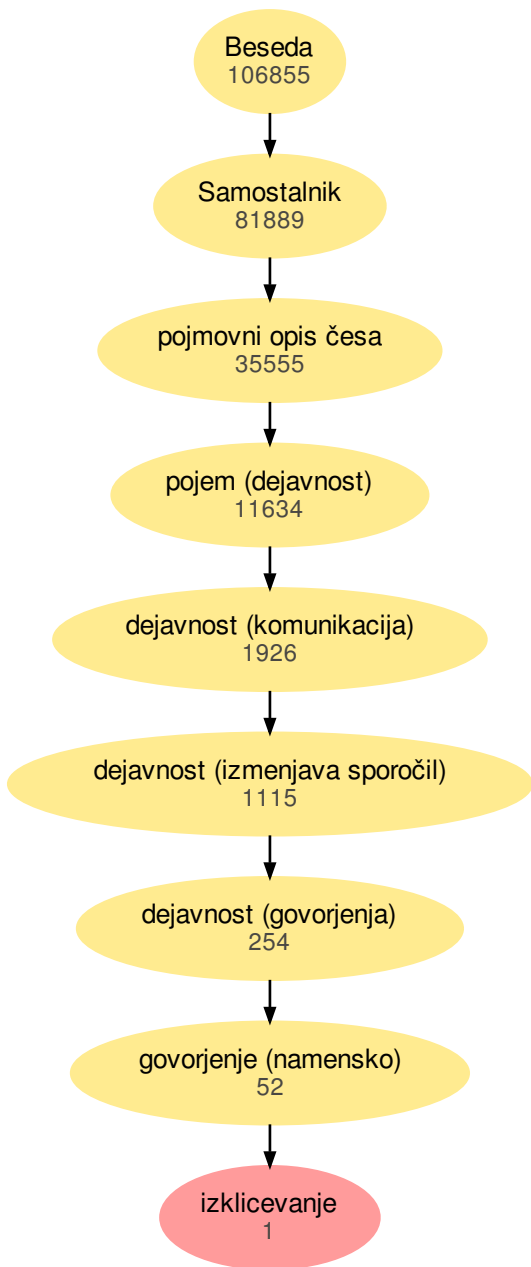 Beseda
106855
Samostalnik
81889
pojmovni opis česa
35555
pojem (dejavnost)
11634
dejavnost (komunikacija)
1926
dejavnost (izmenjava sporočil)
1115
dejavnost (govorjenja)
254
govorjenje (namensko)
52
izklicevanje
1